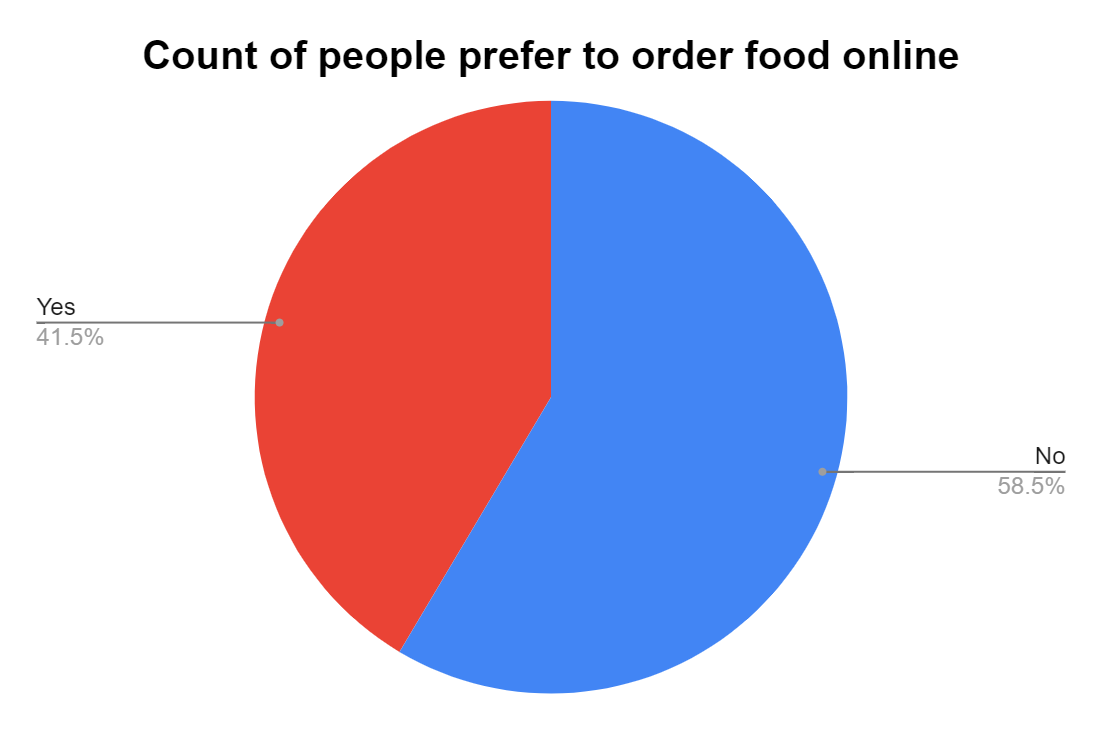 Count of people prefer to order food online
Yes
41.5%
No
58.5%